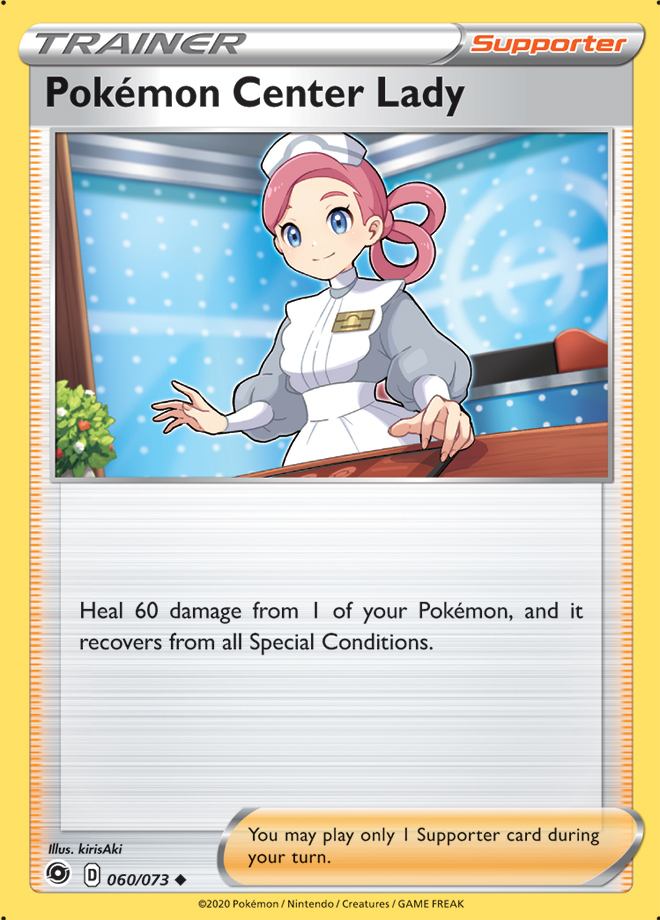 TRAINER
Supporter
Pokémon Center Lady
Heal 60 damage from 1 of your Pokémon, and it
recovers from all Special Conditions.
You may play only 1 Supporter card during
your turn.
Illus. kirisAki
D 060/073 ◆
©2020 Pokémon / Nintendo / Creatures / GAME FREAK